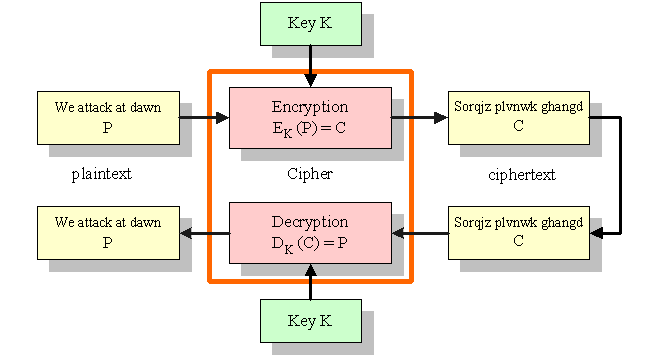 Key K
We attack at dawn
P
Encryption
E_K (P) = C
Sorqjz plvnwk ghangd
C
plaintext
Cipher
ciphertext
We attack at dawn
P
Decryption
D_K (C) = P
Sorqjz plvnwk ghangd
C
Key K